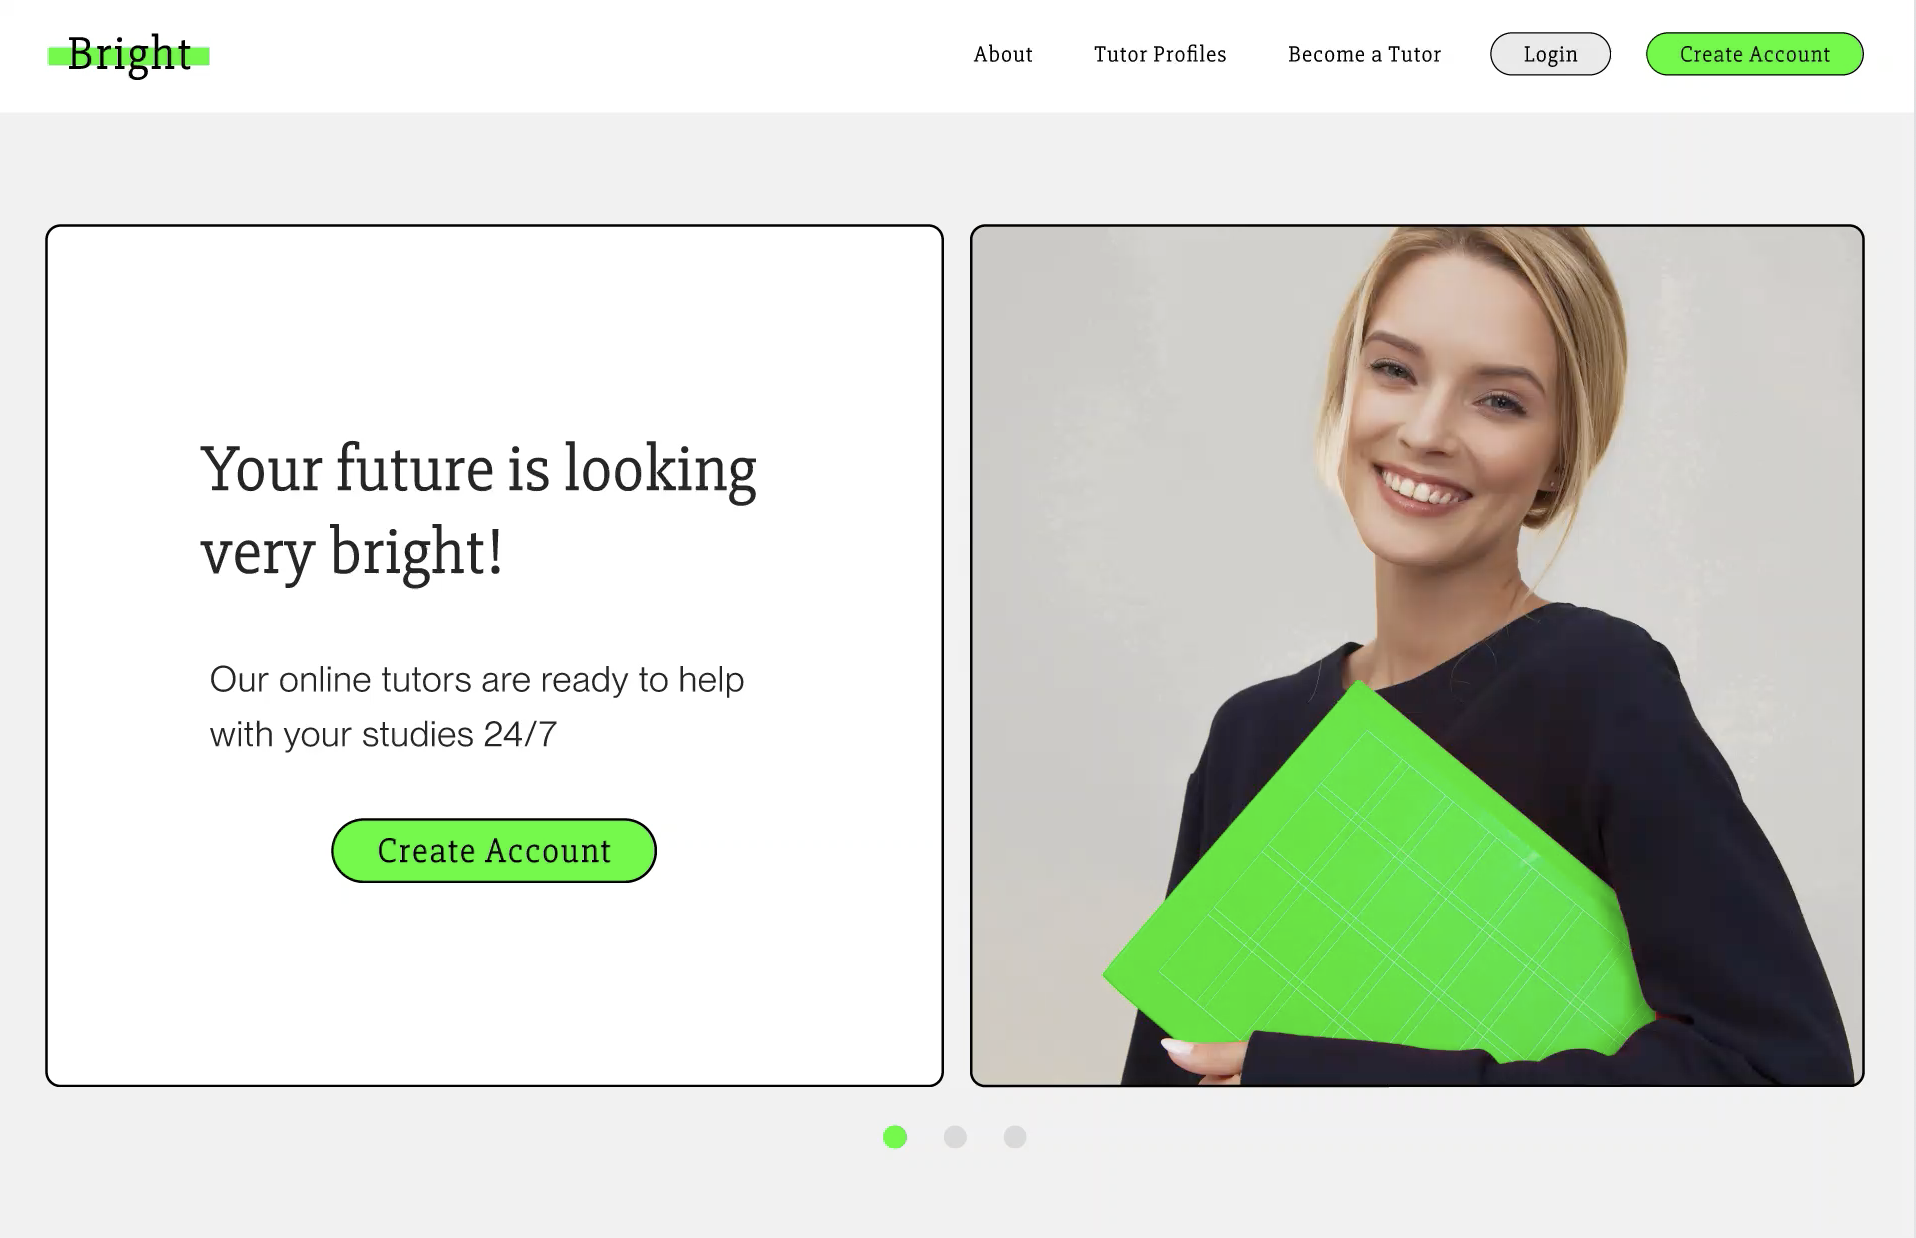 Bright
About
Tutor Profiles
Become a Tutor
Login
Create Account
Your future is looking
very bright!
Our online tutors are ready to help
with your studies 24/7
Create Account